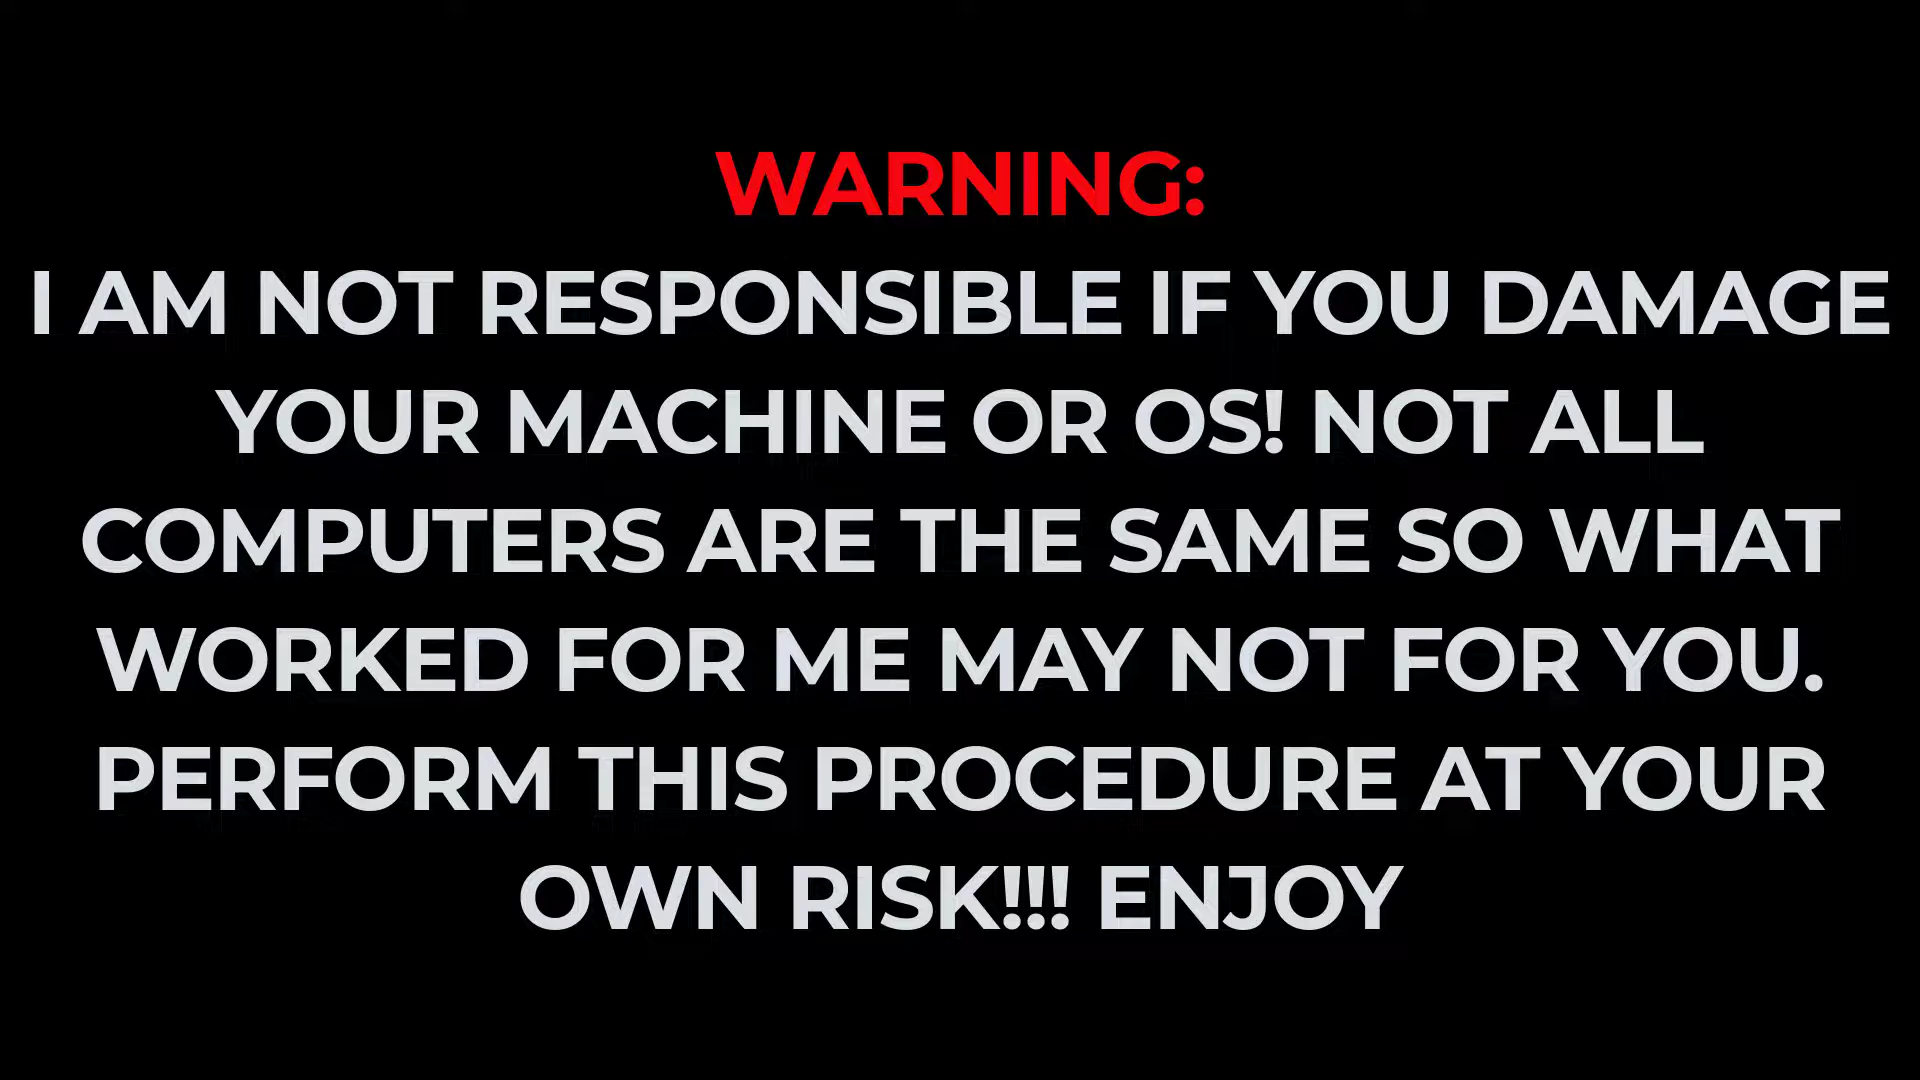 WARNING:
I AM NOT RESPONSIBLE IF YOU DAMAGE
YOUR MACHINE OR OS! NOT ALL
COMPUTERS ARE THE SAME SO WHAT
WORKED FOR ME MAY NOT FOR YOU.
PERFORM THIS PROCEDURE AT YOUR
OWN RISK!!! ENJOY